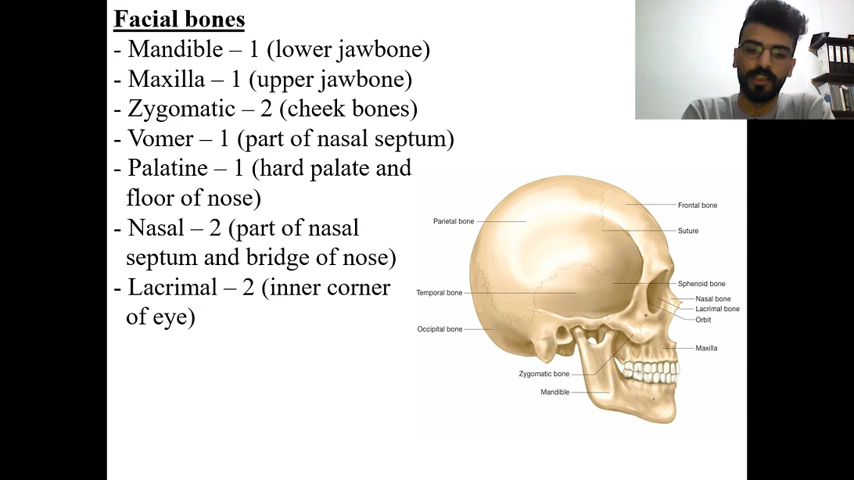 Facial bones
- Mandible – 1 (lower jawbone)
- Maxilla – 1 (upper jawbone)
- Zygomatic – 2 (cheek bones)
- Vomer – 1 (part of nasal septum)
- Palatine – 1 (hard palate and
floor of nose)
- Nasal – 2 (part of nasal
septum and bridge of nose)
- Lacrimal – 2 (inner corner
of eye)
Parietal bone
Temporal bone
Occipital bone
Zygomatic bone
Mandible
Frontal bone
Suture
Sphenoid bone
Nasal bone
Lacrimal bone
Orbit
Maxilla